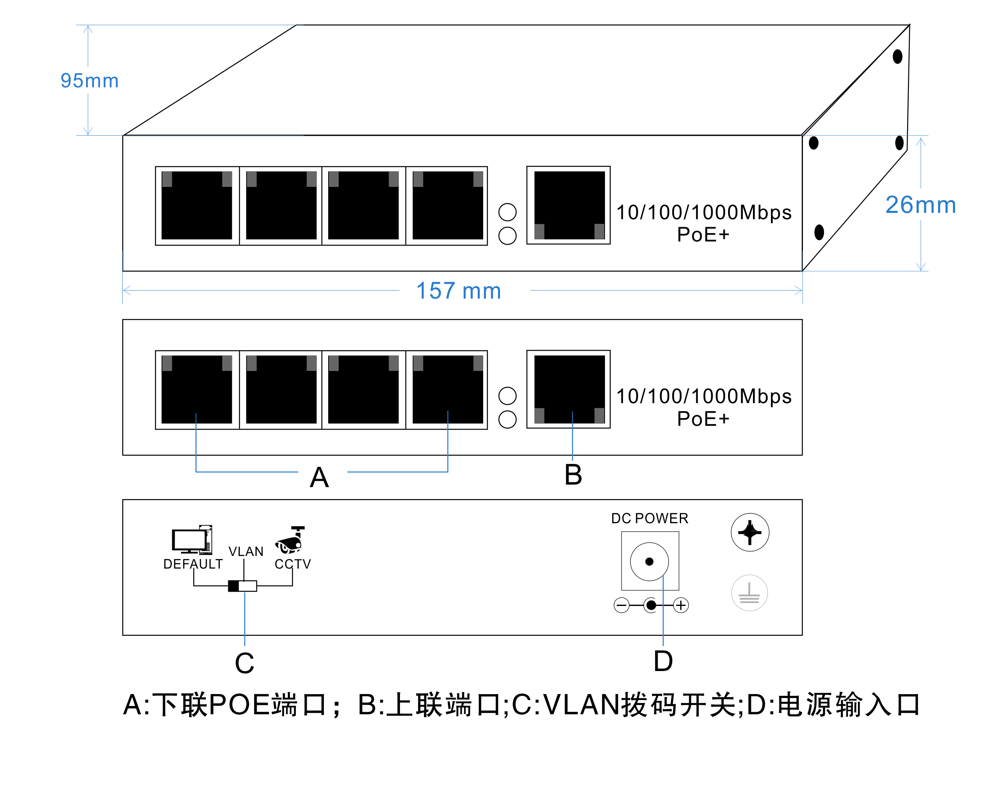 95mm
10/100/1000Mbps
PoE+
26mm
157 mm
10/100/1000Mbps
PoE+
A
B
DC POWER
VLAN
DEFAULT
CCTV
C
D
A:下联POE端口；B:上联端口;C:VLAN拨码开关;D:电源输入口